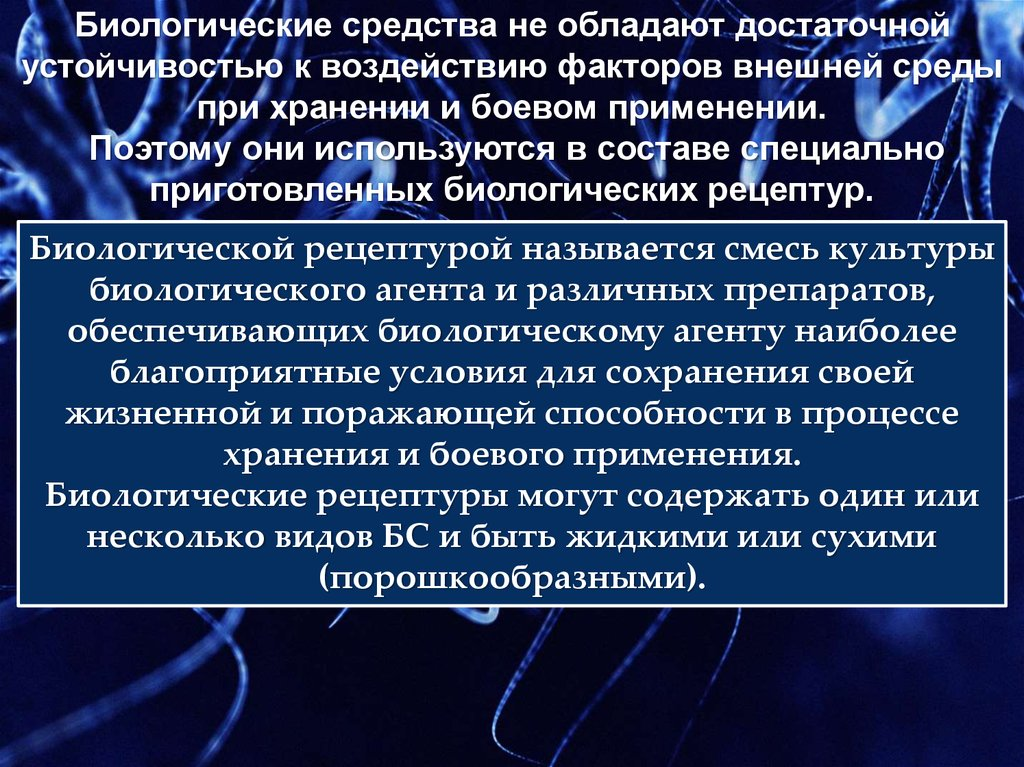 Биологические средства не обладают достаточной
устойчивостью к воздействию факторов внешней среды
при хранении и боевом применении.
Поэтому они используются в составе специально
приготовленных биологических рецептур.
Биологической рецептурой называется смесь культуры
биологического агента и различных препаратов,
обеспечивающих биологическому агенту наиболее
благоприятные условия для сохранения своей
жизненной и поражающей способности в процессе
хранения и боевого применения.
Биологические рецептуры могут содержать один или
несколько видов БС и быть жидкими или сухими
(порошкообразными).